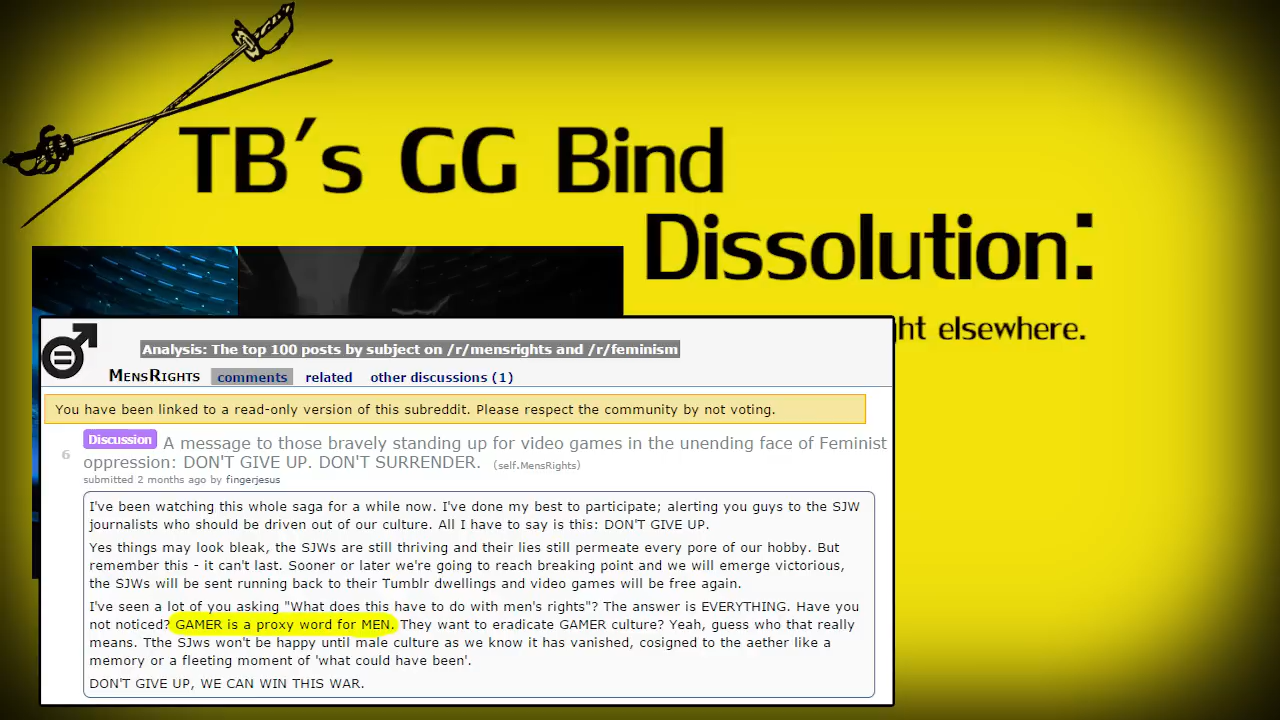 TB's GG Bind
Dissolution:
ght elsewhere.
Analysis: The top 100 posts by subject on /r/mensrights and /r/feminism
MENSRIGHTS comments related other discussions (1)
You have been linked to a read-only version of this subreddit. Please respect the community by not voting.
Discussion A message to those bravely standing up for video games in the unending face of Feminist
6 oppression: DON'T GIVE UP. DON'T SURRENDER. (self.MensRights)
submitted 2 months ago by fingerjesus
I've been watching this whole saga for a while now. I've done my best to participate; alerting you guys to the SJW
journalists who should be driven out of our culture. All I have to say is this: DON'T GIVE UP.
Yes things may look bleak, the SJWs are still thriving and their lies still permeate every pore of our hobby. But
remember this - it can't last. Sooner or later we're going to reach breaking point and we will emerge victorious,
the SJWs will be sent running back to their Tumblr dwellings and video games will be free again.
I've seen a lot of you asking "What does this have to do with men's rights"? The answer is EVERYTHING. Have you
not noticed? GAMER is a proxy word for MEN. They want to eradicate GAMER culture? Yeah, guess who that really
means. Tthe SJws won't be happy until male culture as we know it has vanished, cosigned to the aether like a
memory or a fleeting moment of 'what could have been'.
DON'T GIVE UP, WE CAN WIN THIS WAR.